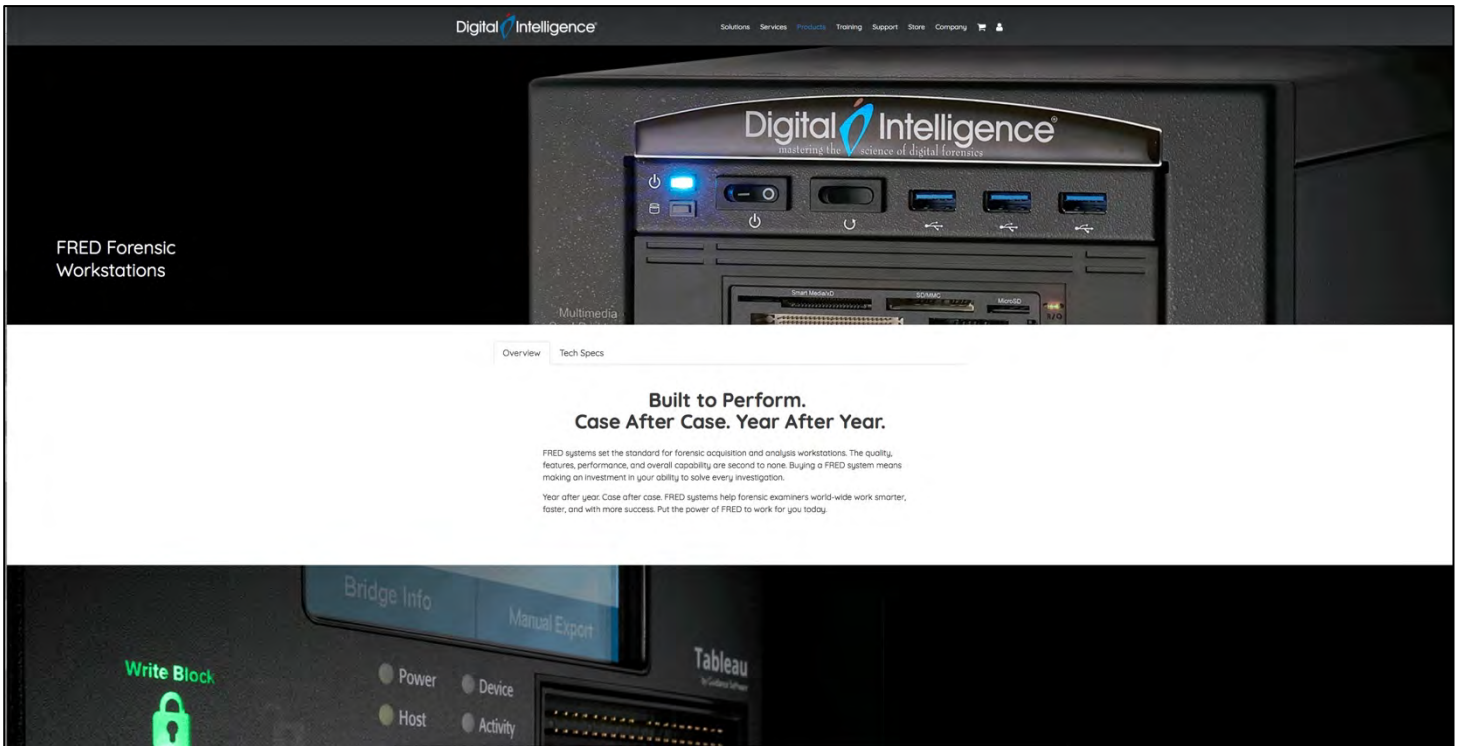 Digital Intelligence®
Solutions Services Products Training Support Store Company
Digital Intelligence®
mastering the science of digital forensics
FRED Forensic
Workstations
Smart Media/xD
SD/MMC
MicroSD
Multimedia
Overview Tech Specs
Built to Perform.
Case After Case. Year After Year.
FRED systems set the standard for forensic acquisition and analysis workstations. The quality,
features, performance, and overall capability are second to none. Buying a FRED system means
making an investment in your ability to solve every investigation.
Year after year. Case after case. FRED systems help forensic examiners world-wide work smarter,
faster, and with more success. Put the power of FRED to work for you today.
Bridge Info
Manual Export
Write Block
Power
Device
Host
Activity
Tableau
by Guidance Software